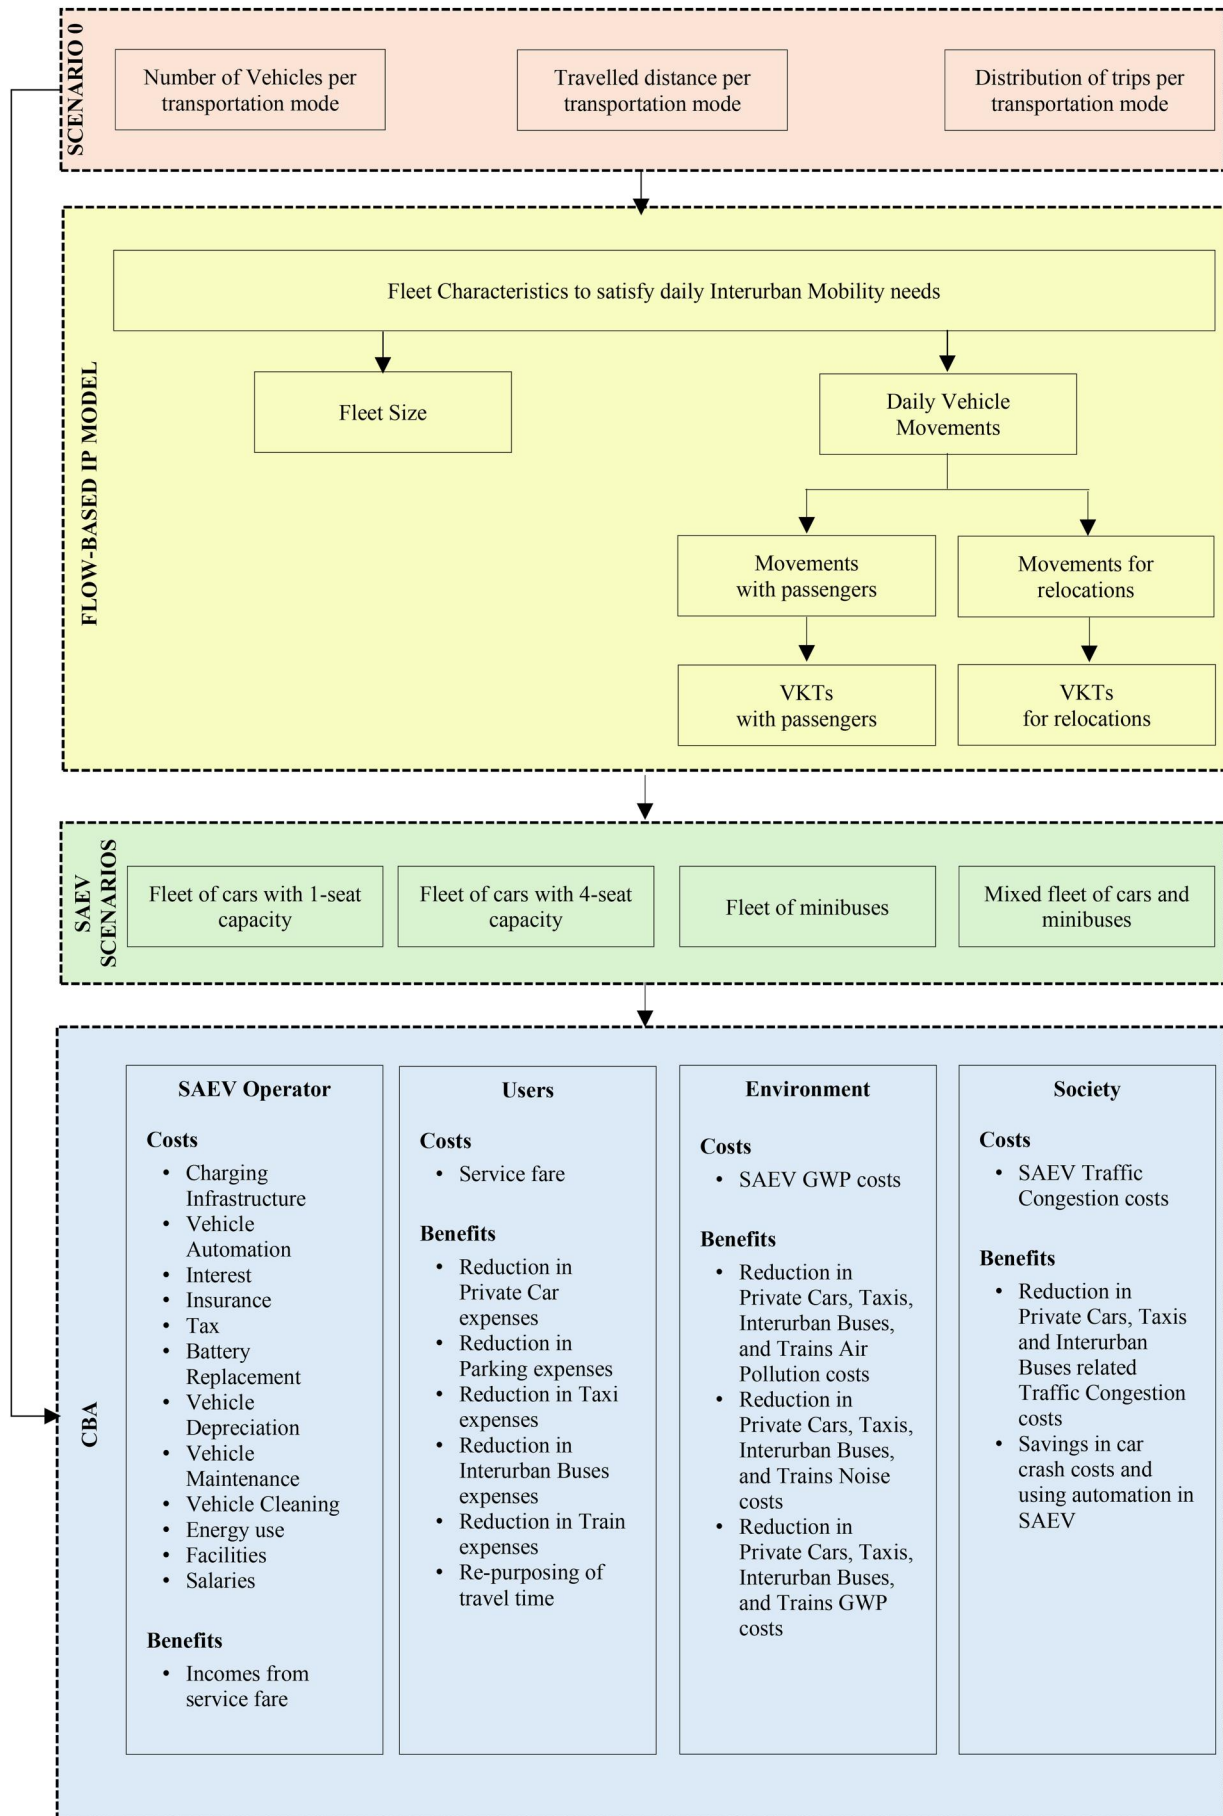 SCENARIO 0
Number of Vehicles per
transportation mode
Travelled distance per
transportation mode
Distribution of trips per
transportation mode
FLOW-BASED IP MODEL
Fleet Characteristics to satisfy daily Interurban Mobility needs
Fleet Size
Daily Vehicle
Movements
Movements
with passengers
Movements for
relocations
VKTs
with passengers
VKTs
for relocations
SAEV
SCENARIOS
Fleet of cars with 1-seat
capacity
Fleet of cars with 4-seat
capacity
Fleet of minibuses
Mixed fleet of cars and
minibuses
CBA
SAEV Operator
Costs
• Charging
Infrastructure
• Vehicle
Automation
• Interest
• Insurance
• Tax
• Battery
Replacement
• Vehicle
Depreciation
• Vehicle
Maintenance
• Vehicle Cleaning
• Energy use
• Facilities
• Salaries
Benefits
• Incomes from
service fare
Users
Costs
• Service fare
Benefits
• Reduction in
Private Car
expenses
• Reduction in
Parking expenses
• Reduction in Taxi
expenses
• Reduction in
Interurban Buses
expenses
• Reduction in Train
expenses
• Re-purposing of
travel time
Environment
Costs
• SAEV GWP costs
Benefits
• Reduction in
Private Cars, Taxis,
Interurban Buses,
and Trains Air
Pollution costs
• Reduction in
Private Cars, Taxis,
Interurban Buses,
and Trains Noise
costs
• Reduction in
Private Cars, Taxis,
Interurban Buses,
and Trains GWP
costs
Society
Costs
• SAEV Traffic
Congestion costs
Benefits
• Reduction in
Private Cars, Taxis
and Interurban
Buses related
Traffic Congestion
costs
• Savings in car
crash costs and
using automation in
SAEV